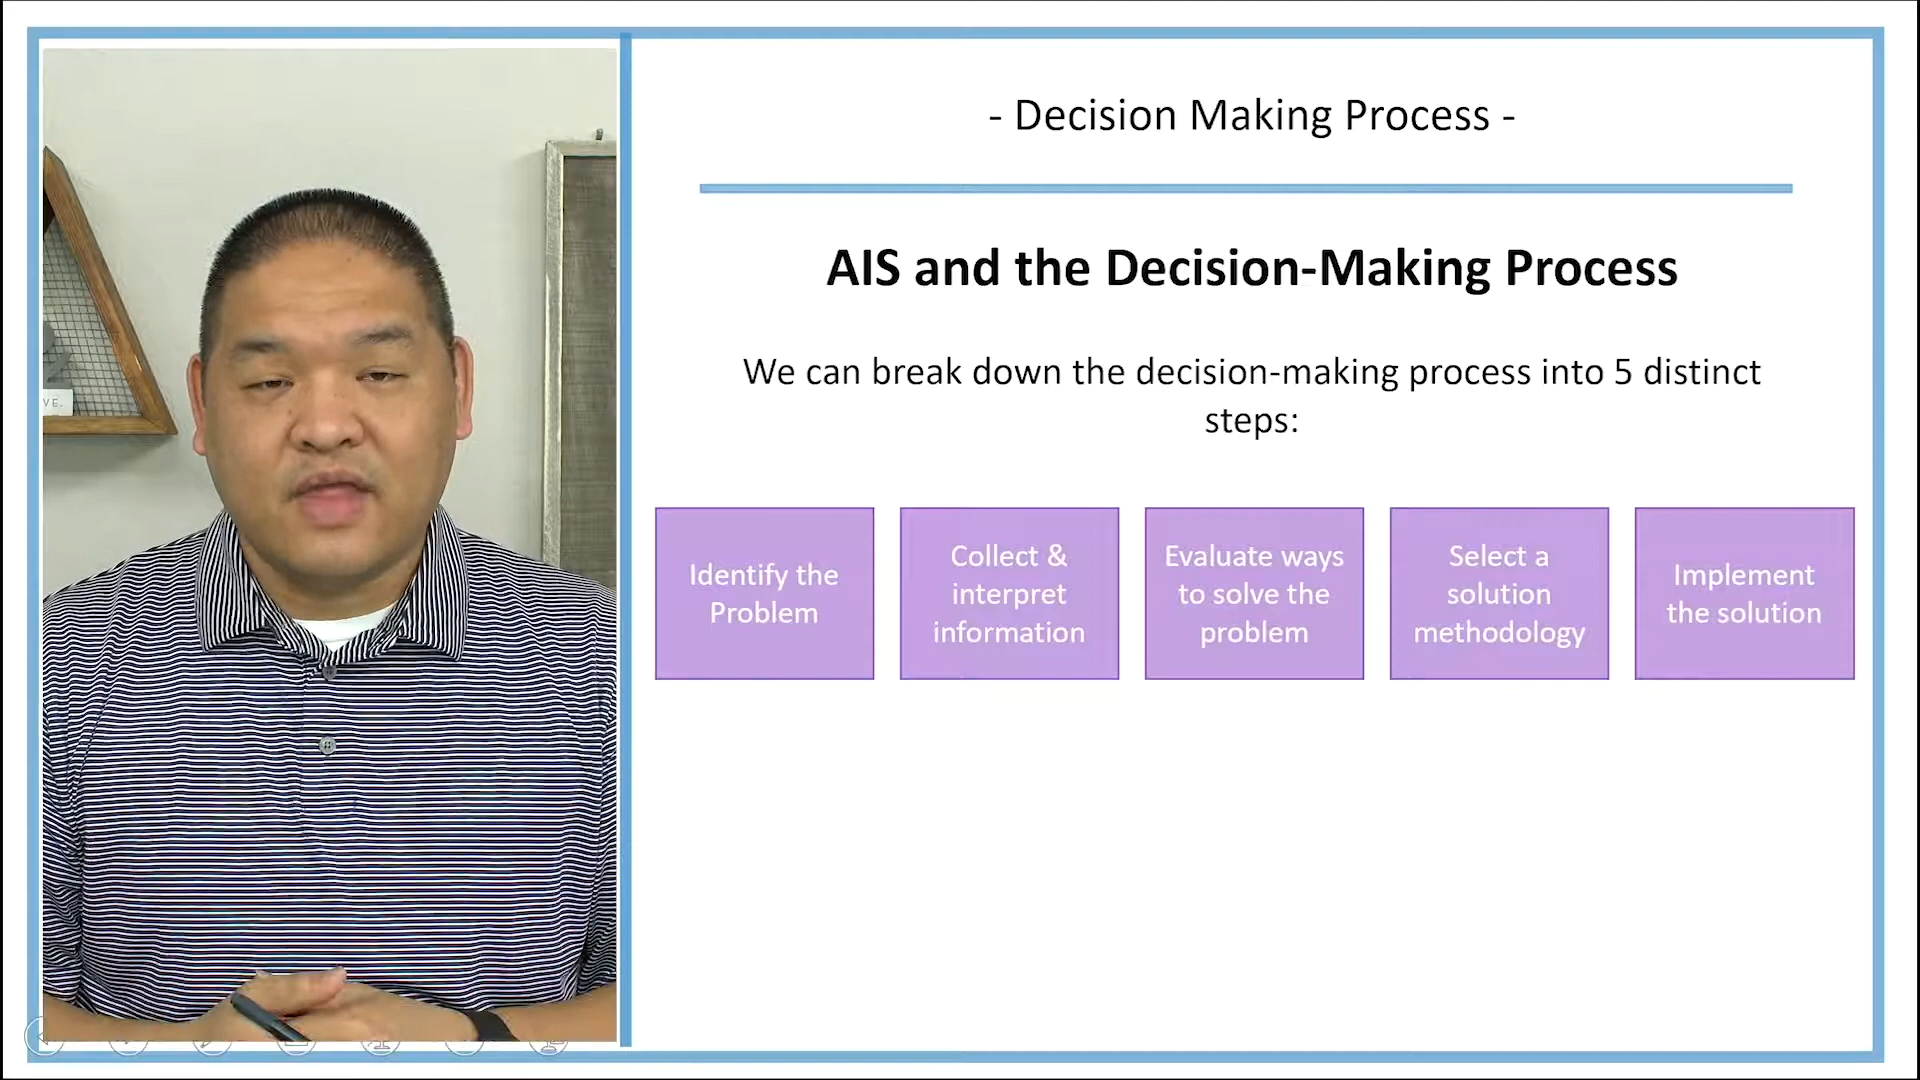 - Decision Making Process -
AIS and the Decision-Making Process
We can break down the decision-making process into 5 distinct
steps:
Identify the
Problem
Collect &
interpret
information
Evaluate ways
to solve the
problem
Select a
solution
methodology
Implement
the solution
VE.